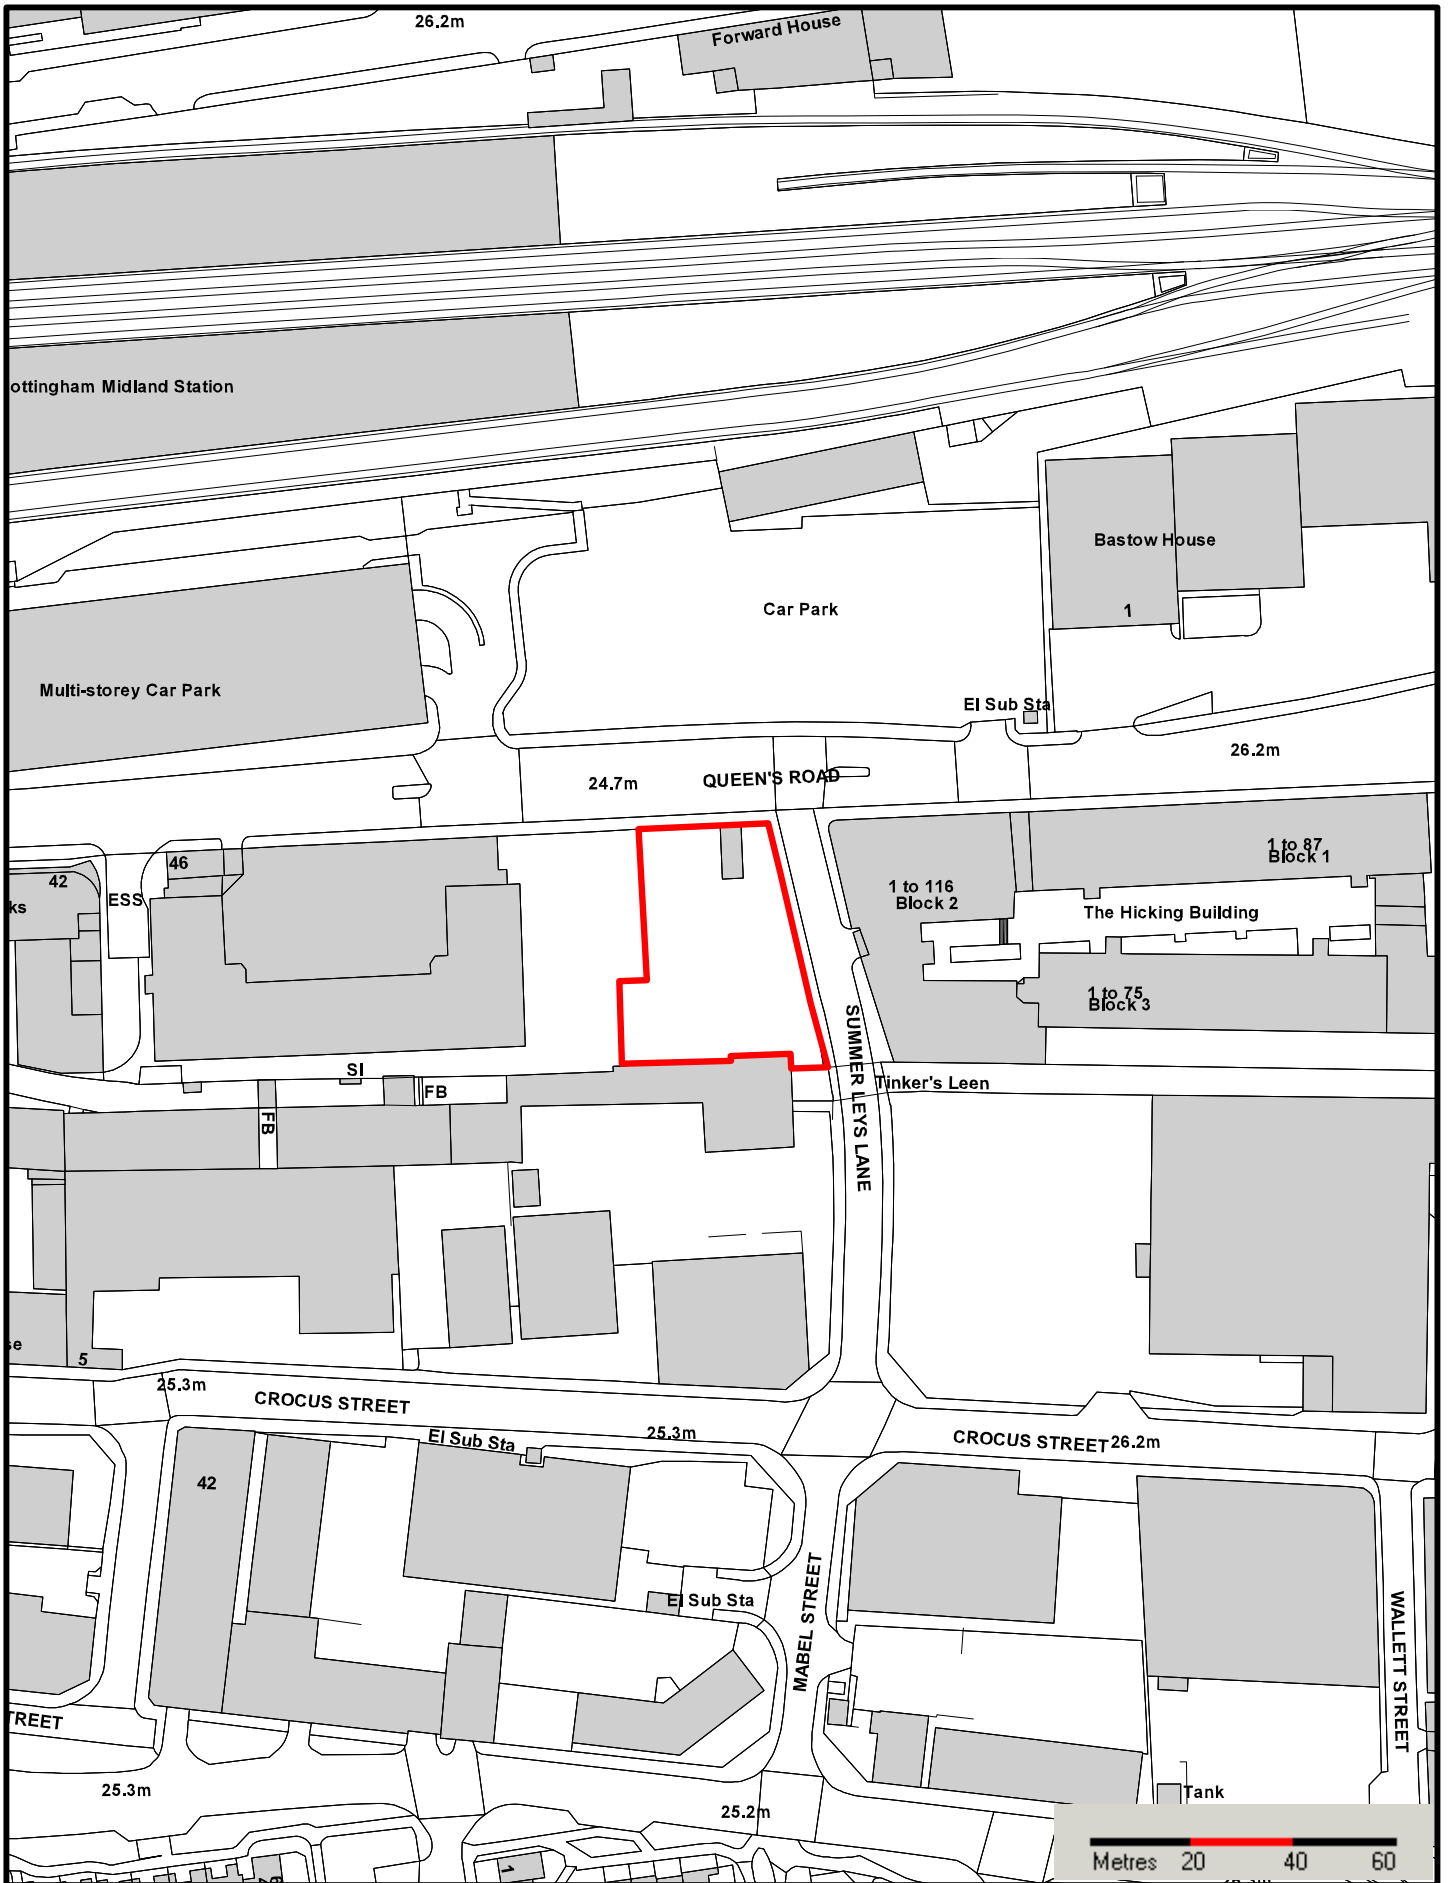 26.2m
Forward House
ottingham Midland Station
Bastow House
1
Car Park
Multi-storey Car Park
El Sub Sta
26.2m
24.7m
QUEEN'S ROAD
46
42
ks
ESS
1 to 87
Block 1
1 to 116
Block 2
The Hicking Building
1 to 75
Block 3
SUMMER LEYS LANE
SI
FB
FB
Tinker's Leen
se
5
25.3m
CROCUS STREET
El Sub Sta
25.3m
CROCUS STREET
26.2m
42
El Sub Sta
MABEL STREET
WALLETT STREET
TREET
25.3m
25.2m
Tank
1
Metres 20 40 60